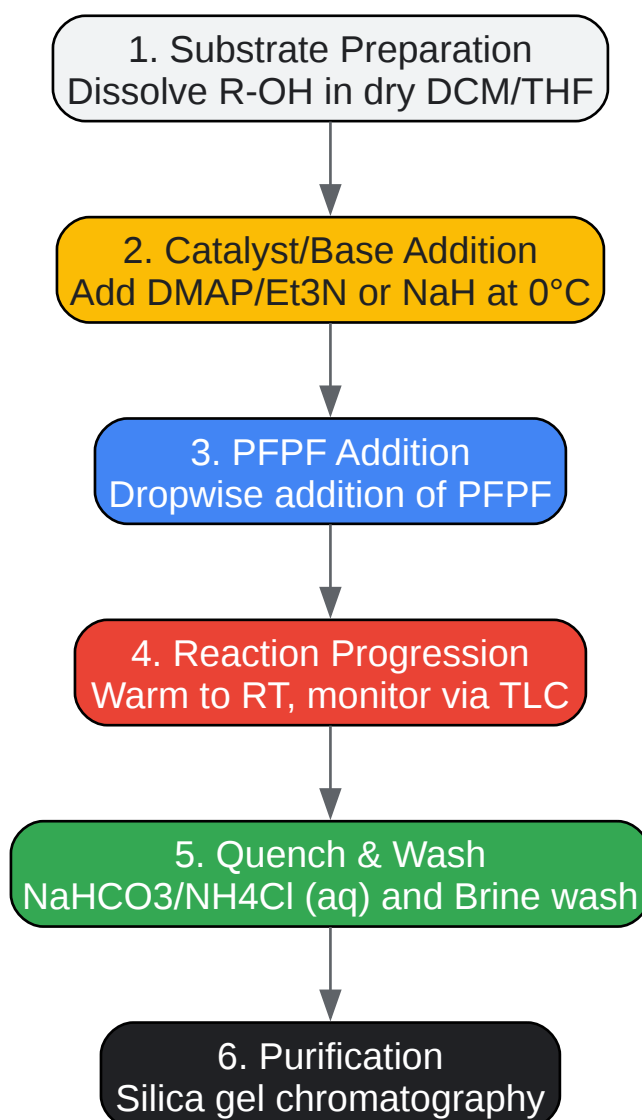 1. Substrate Preparation
Dissolve R-OH in dry DCM/THF
2. Catalyst/Base Addition
Add DMAP/Et3N or NaH at 0°C
3. PFPF Addition
Dropwise addition of PFPF
4. Reaction Progression
Warm to RT, monitor via TLC
5. Quench & Wash
NaHCO3/NH4Cl (aq) and Brine wash
6. Purification
Silica gel chromatography